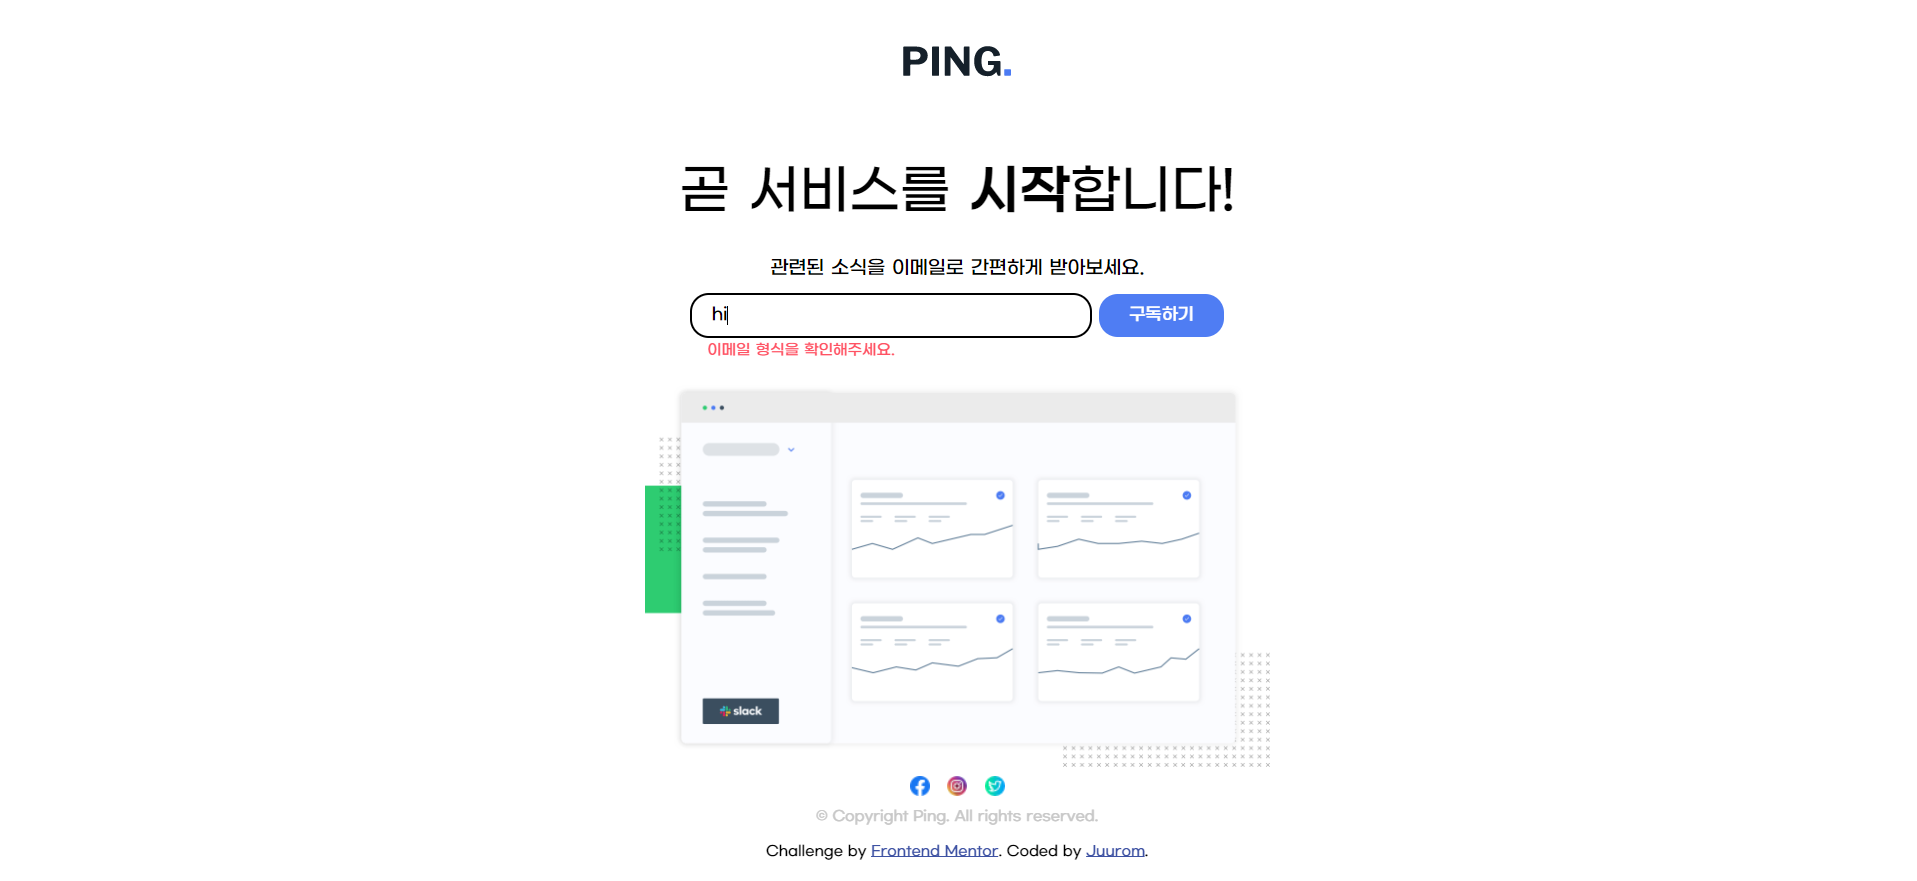 PING.
곧 서비스를 시작합니다!
관련된 소식을 이메일로 간편하게 받아보세요.
hi
구독하기
이메일 형식을 확인해주세요.
slack
© Copyright Ping. All rights reserved.
Challenge by Frontend Mentor. Coded by Juurom.